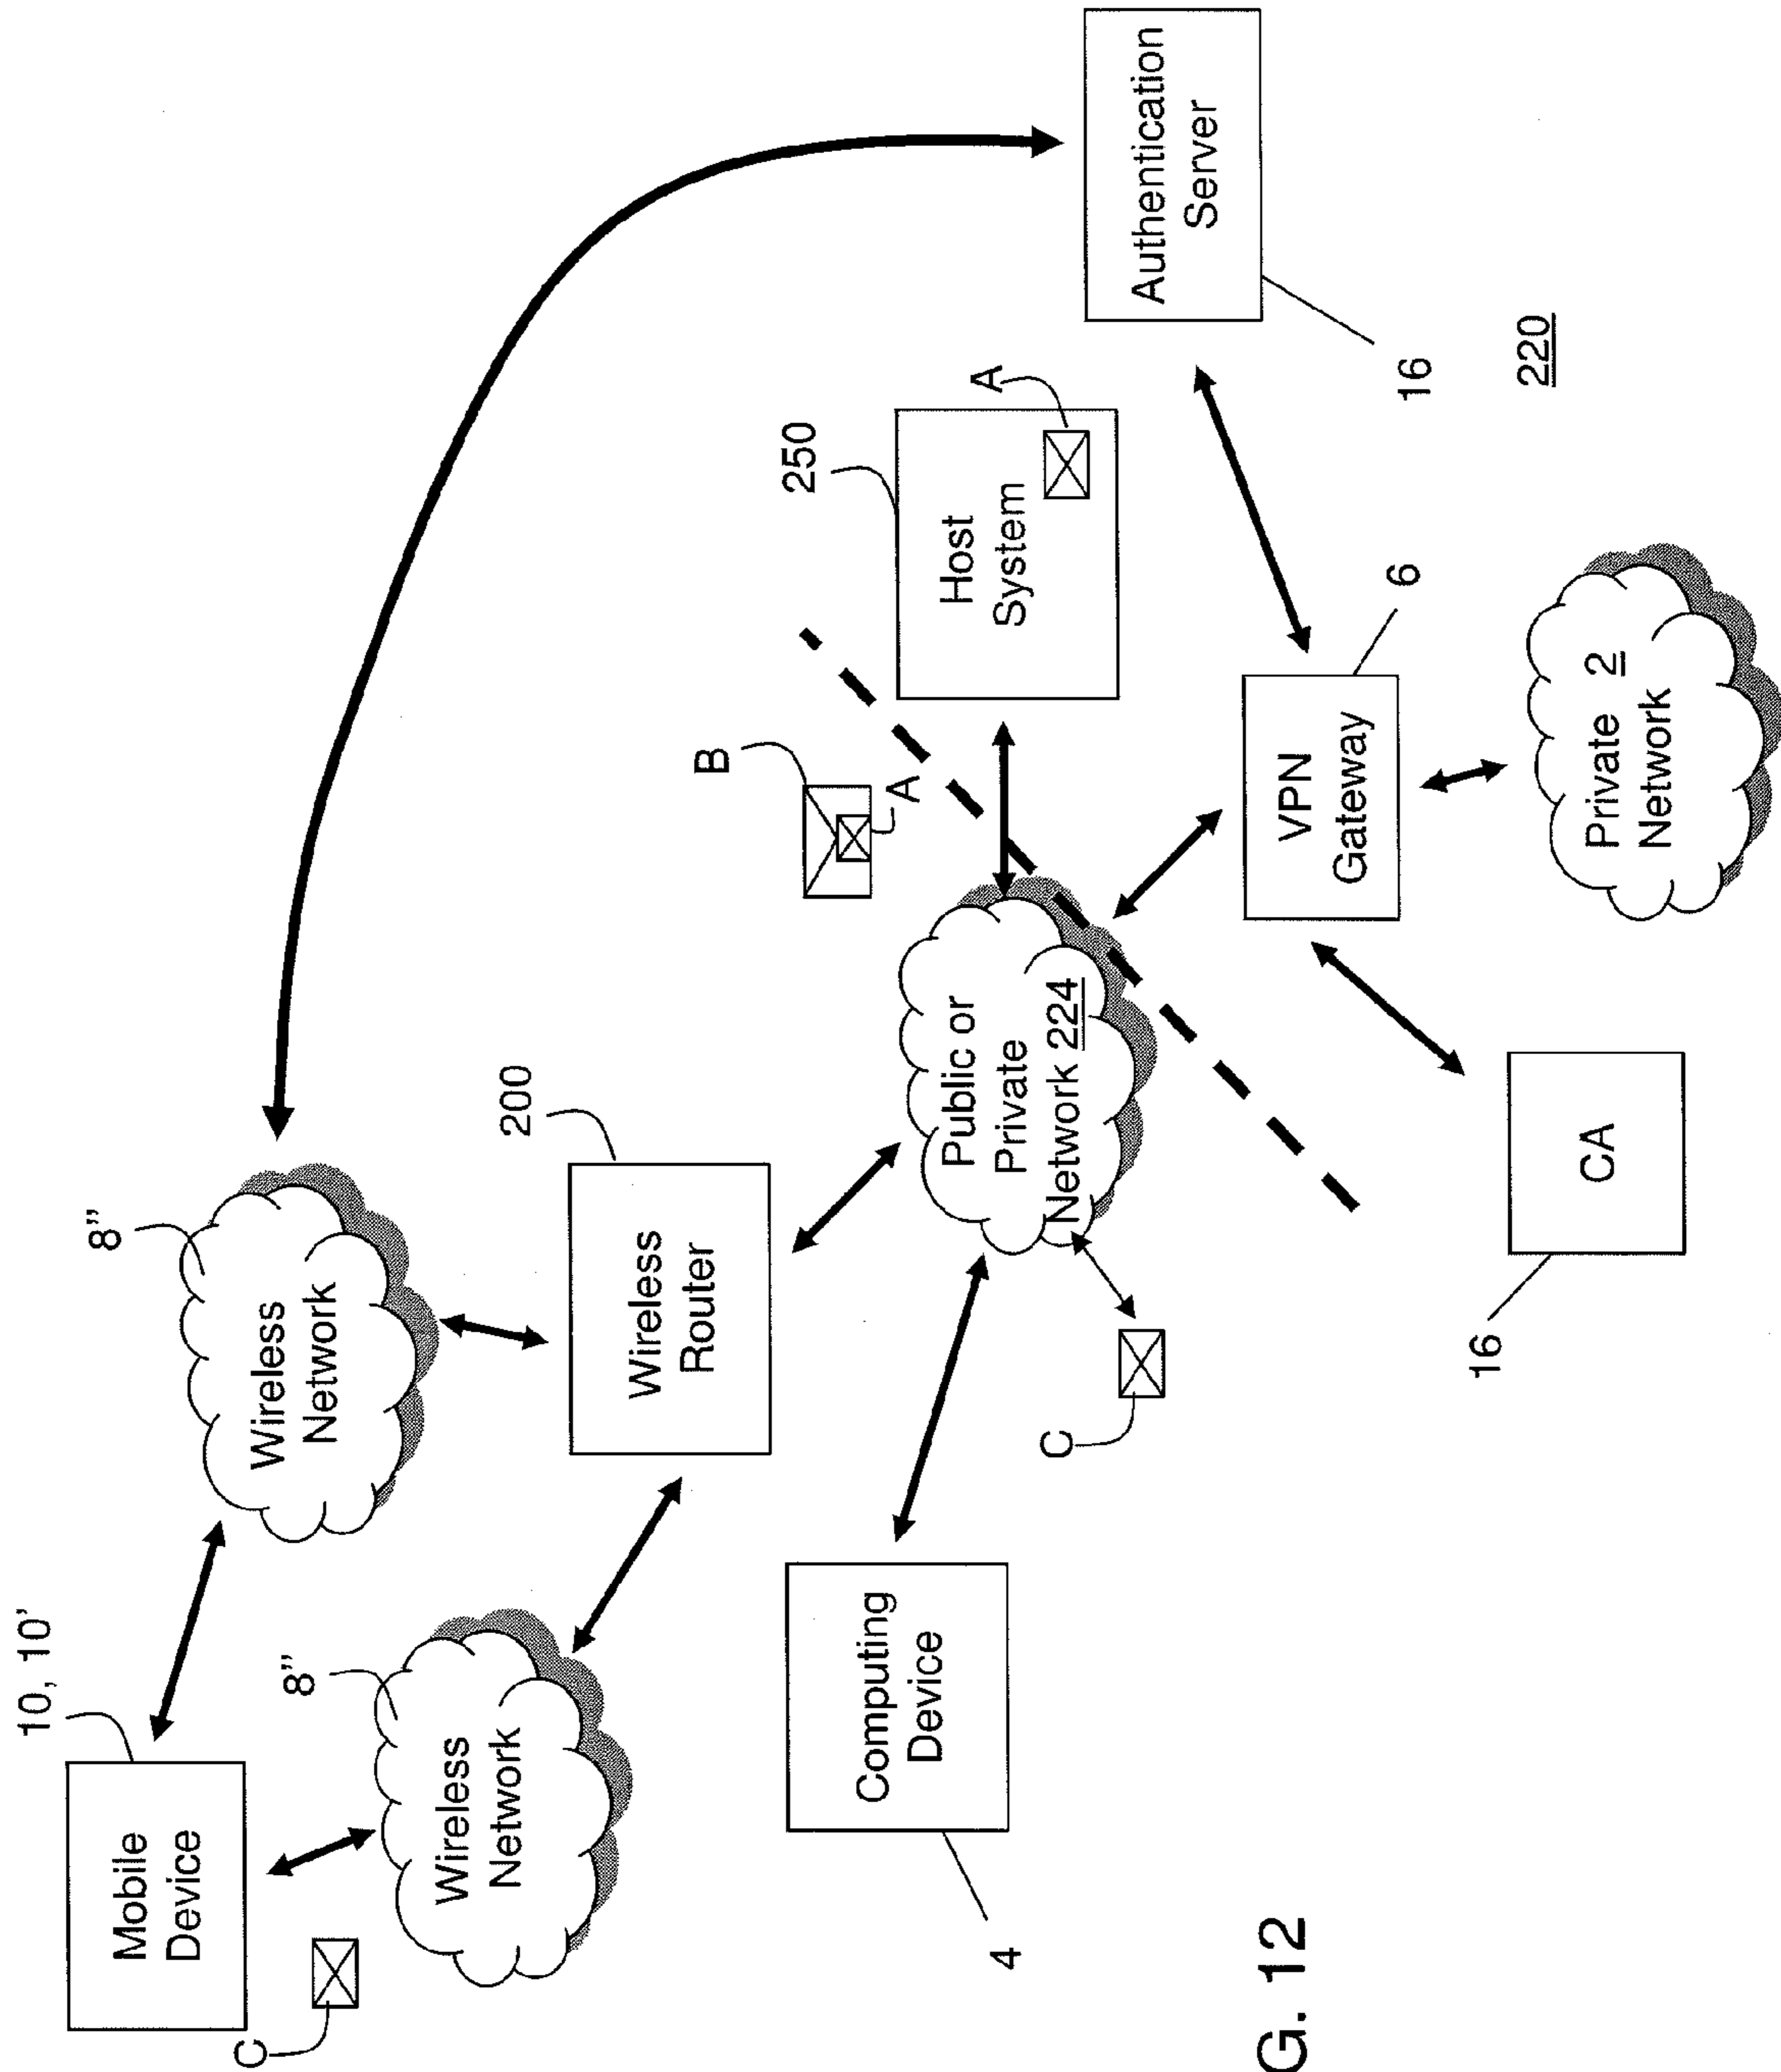 10, 10’
Mobile
Device
C
8”
Wireless
Network
8”
Wireless
Network
200
Wireless
Router
Computing
Device
4
B
A
Public or
Private
Network 224
C
250
Host
System
A
Authentication
Server
16
VPN
Gateway
6
CA
16
Private 2
Network
220
G. 12